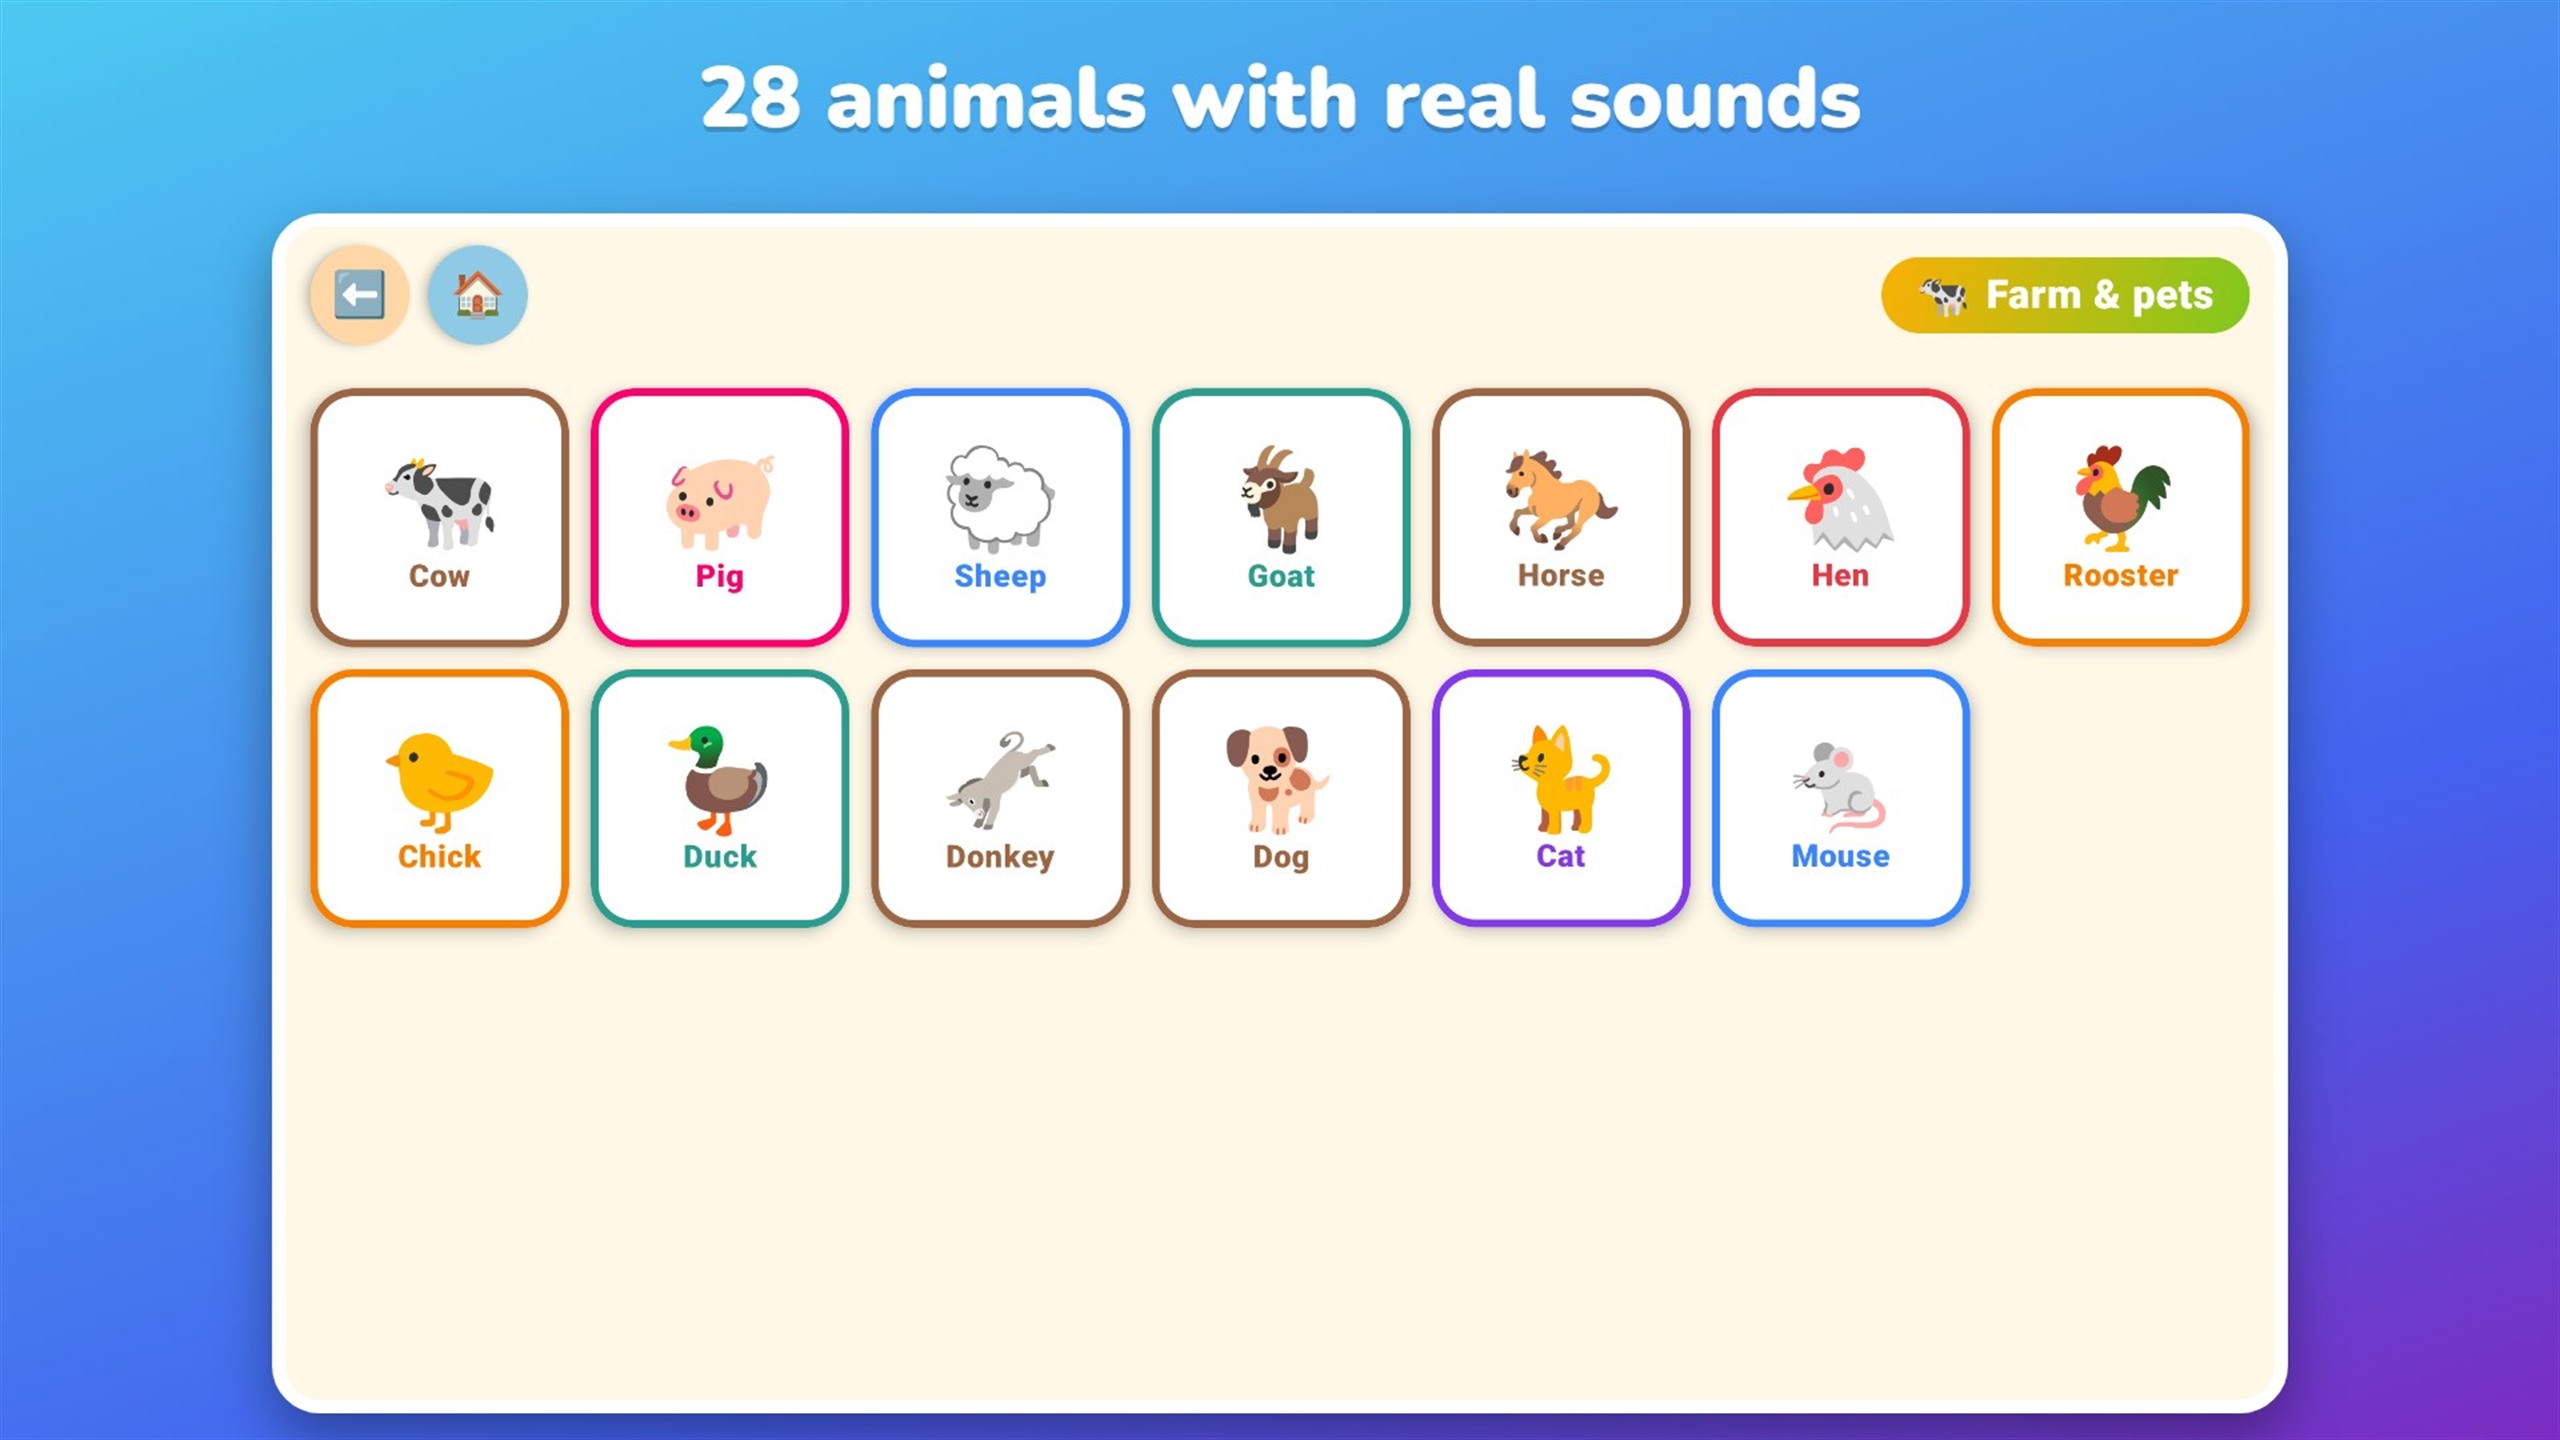 28 animals with real sounds
Farm & pets
Cow
Pig
Sheep
Goat
Horse
Hen
Rooster
Chick
Duck
Donkey
Dog
Cat
Mouse